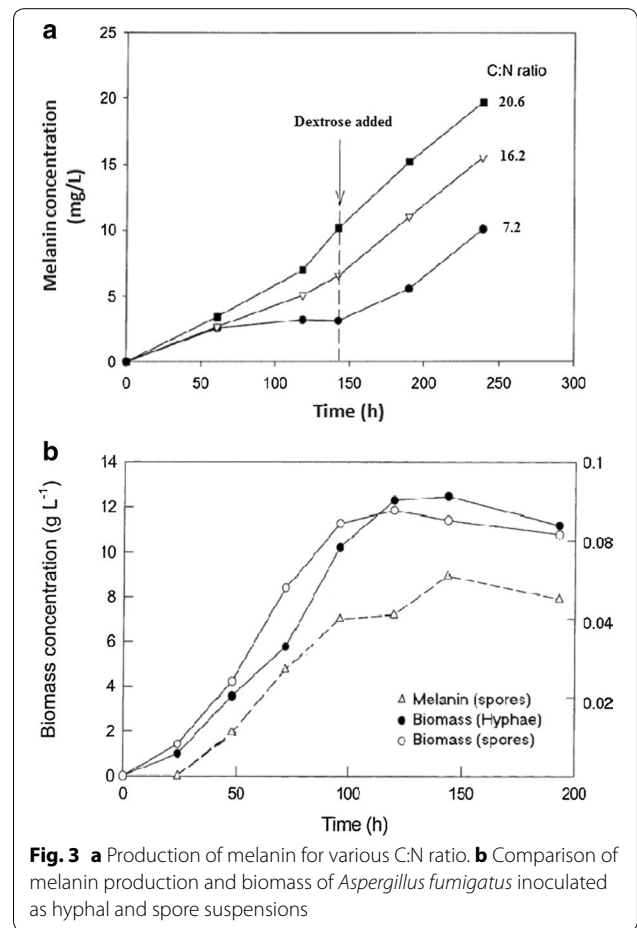 a
25
20
15
10
5
0
Melanin concentration
(mg/L)
C:N ratio
20.6
16.2
7.2
Dextrose added
0 50 100 150 200 250 300
Time (h)
b
14
12
10
8
6
4
2
0
Biomass concentration (g L-1)
0.1
0.08
0.04
0.02
Melanin (spores)
Biomass (Hyphae)
Biomass (spores)
0 50 100 150 200
Time (h)
Fig. 3 a Production of melanin for various C:N ratio. b Comparison of
melanin production and biomass of Aspergillus fumigatus inoculated
as hyphal and spore suspensions